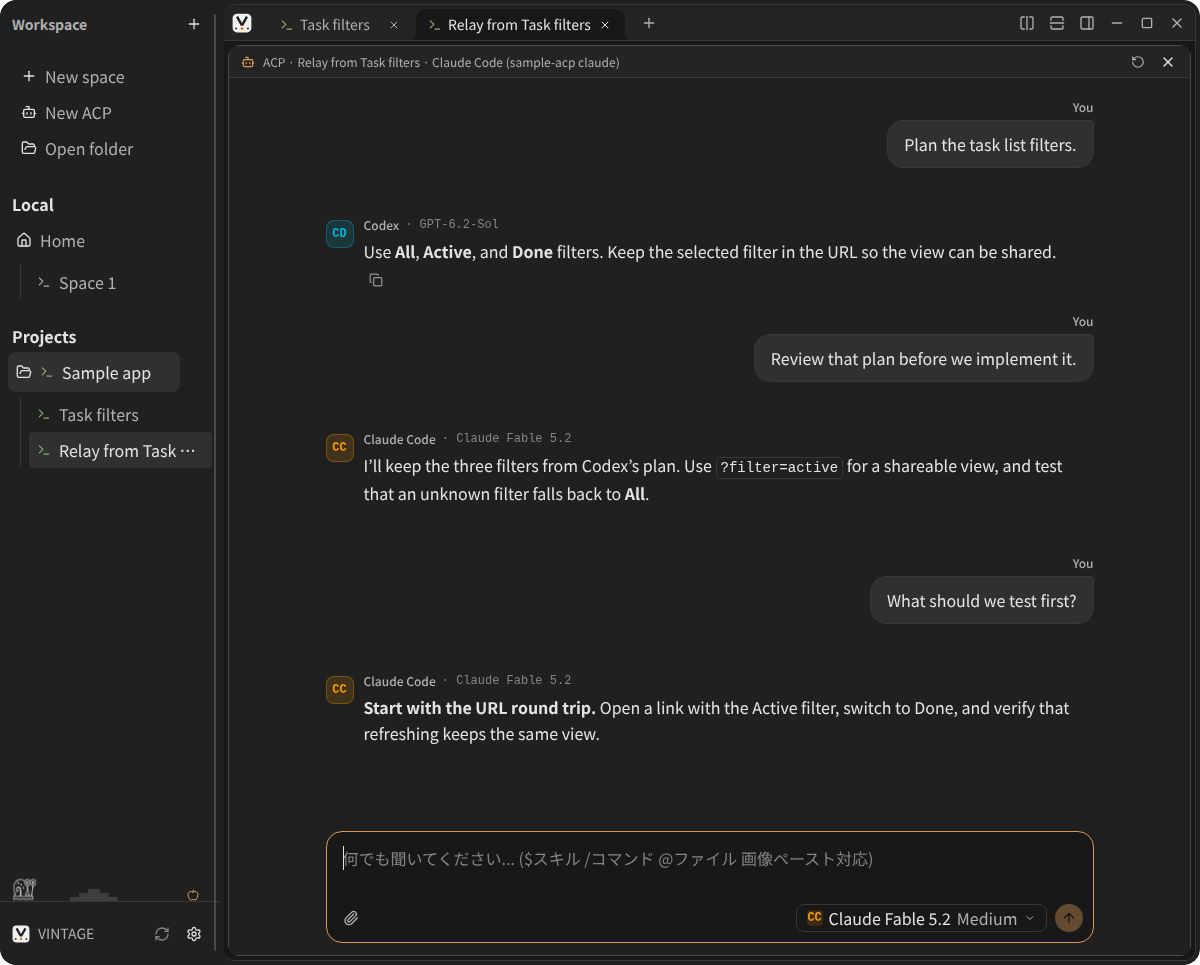 Workspace
Task filters
Relay from Task filters
ACP · Relay from Task filters · Claude Code (sample-acp claude)
New space
New ACP
Open folder
Local
Home
Space 1
Projects
Sample app
Task filters
Relay from Task ···
VINTAGE
You
Plan the task list filters.
CD
Codex · GPT-6.2-Sol
Use All, Active, and Done filters. Keep the selected filter in the URL so the view can be shared.
You
Review that plan before we implement it.
CC
Claude Code · Claude Fable 5.2
I’ll keep the three filters from Codex’s plan. Use ?filter=active for a shareable view, and test
that an unknown filter falls back to All.
You
What should we test first?
CC
Claude Code · Claude Fable 5.2
Start with the URL round trip. Open a link with the Active filter, switch to Done, and verify that
refreshing keeps the same view.
何でも聞いてください... ($スキル /コマンド @ファイル 画像ペースト対応)
CC Claude Fable 5.2 Medium